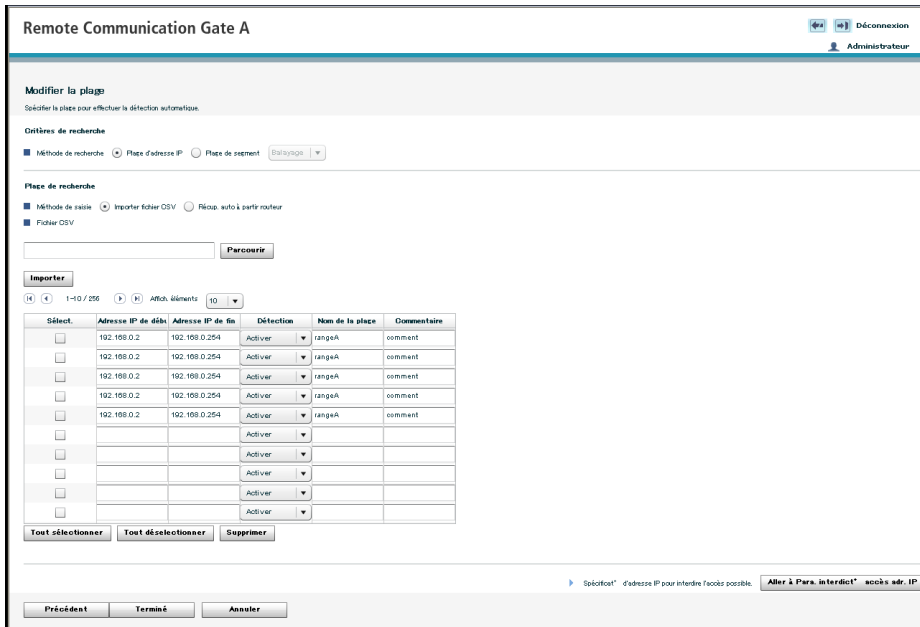 Remote Communication Gate A
Déconnexion
Administrateur
Modifier la plage
Spécifier la plage pour effectuer la détection automatique.
Critères de recherche
Méthode de recherche Plage d'adresse IP Plage de segment Balayage
Plage de recherche
Méthode de saisie Importer fichier CSV Récup. auto à partir routeur
Fichier CSV
Parcourir
Importer
1-10 / 256 Affich. éléments 10
Sélect. Adresse IP de débu Adresse IP de fin Détection Nom de la plage Commentaire
192.168.0.2 192.168.0.254 Activer rangeA comment
192.168.0.2 192.168.0.254 Activer rangeA comment
192.168.0.2 192.168.0.254 Activer rangeA comment
192.168.0.2 192.168.0.254 Activer rangeA comment
192.168.0.2 192.168.0.254 Activer rangeA comment
Activer
Activer
Activer
Activer
Activer
Tout sélectionner Tout déselectionner Supprimer
Spécificat° d'adresse IP pour interdire l'accès possible. Aller à Para. interdict° accès adr. IP
Précédent Terminé Annuler